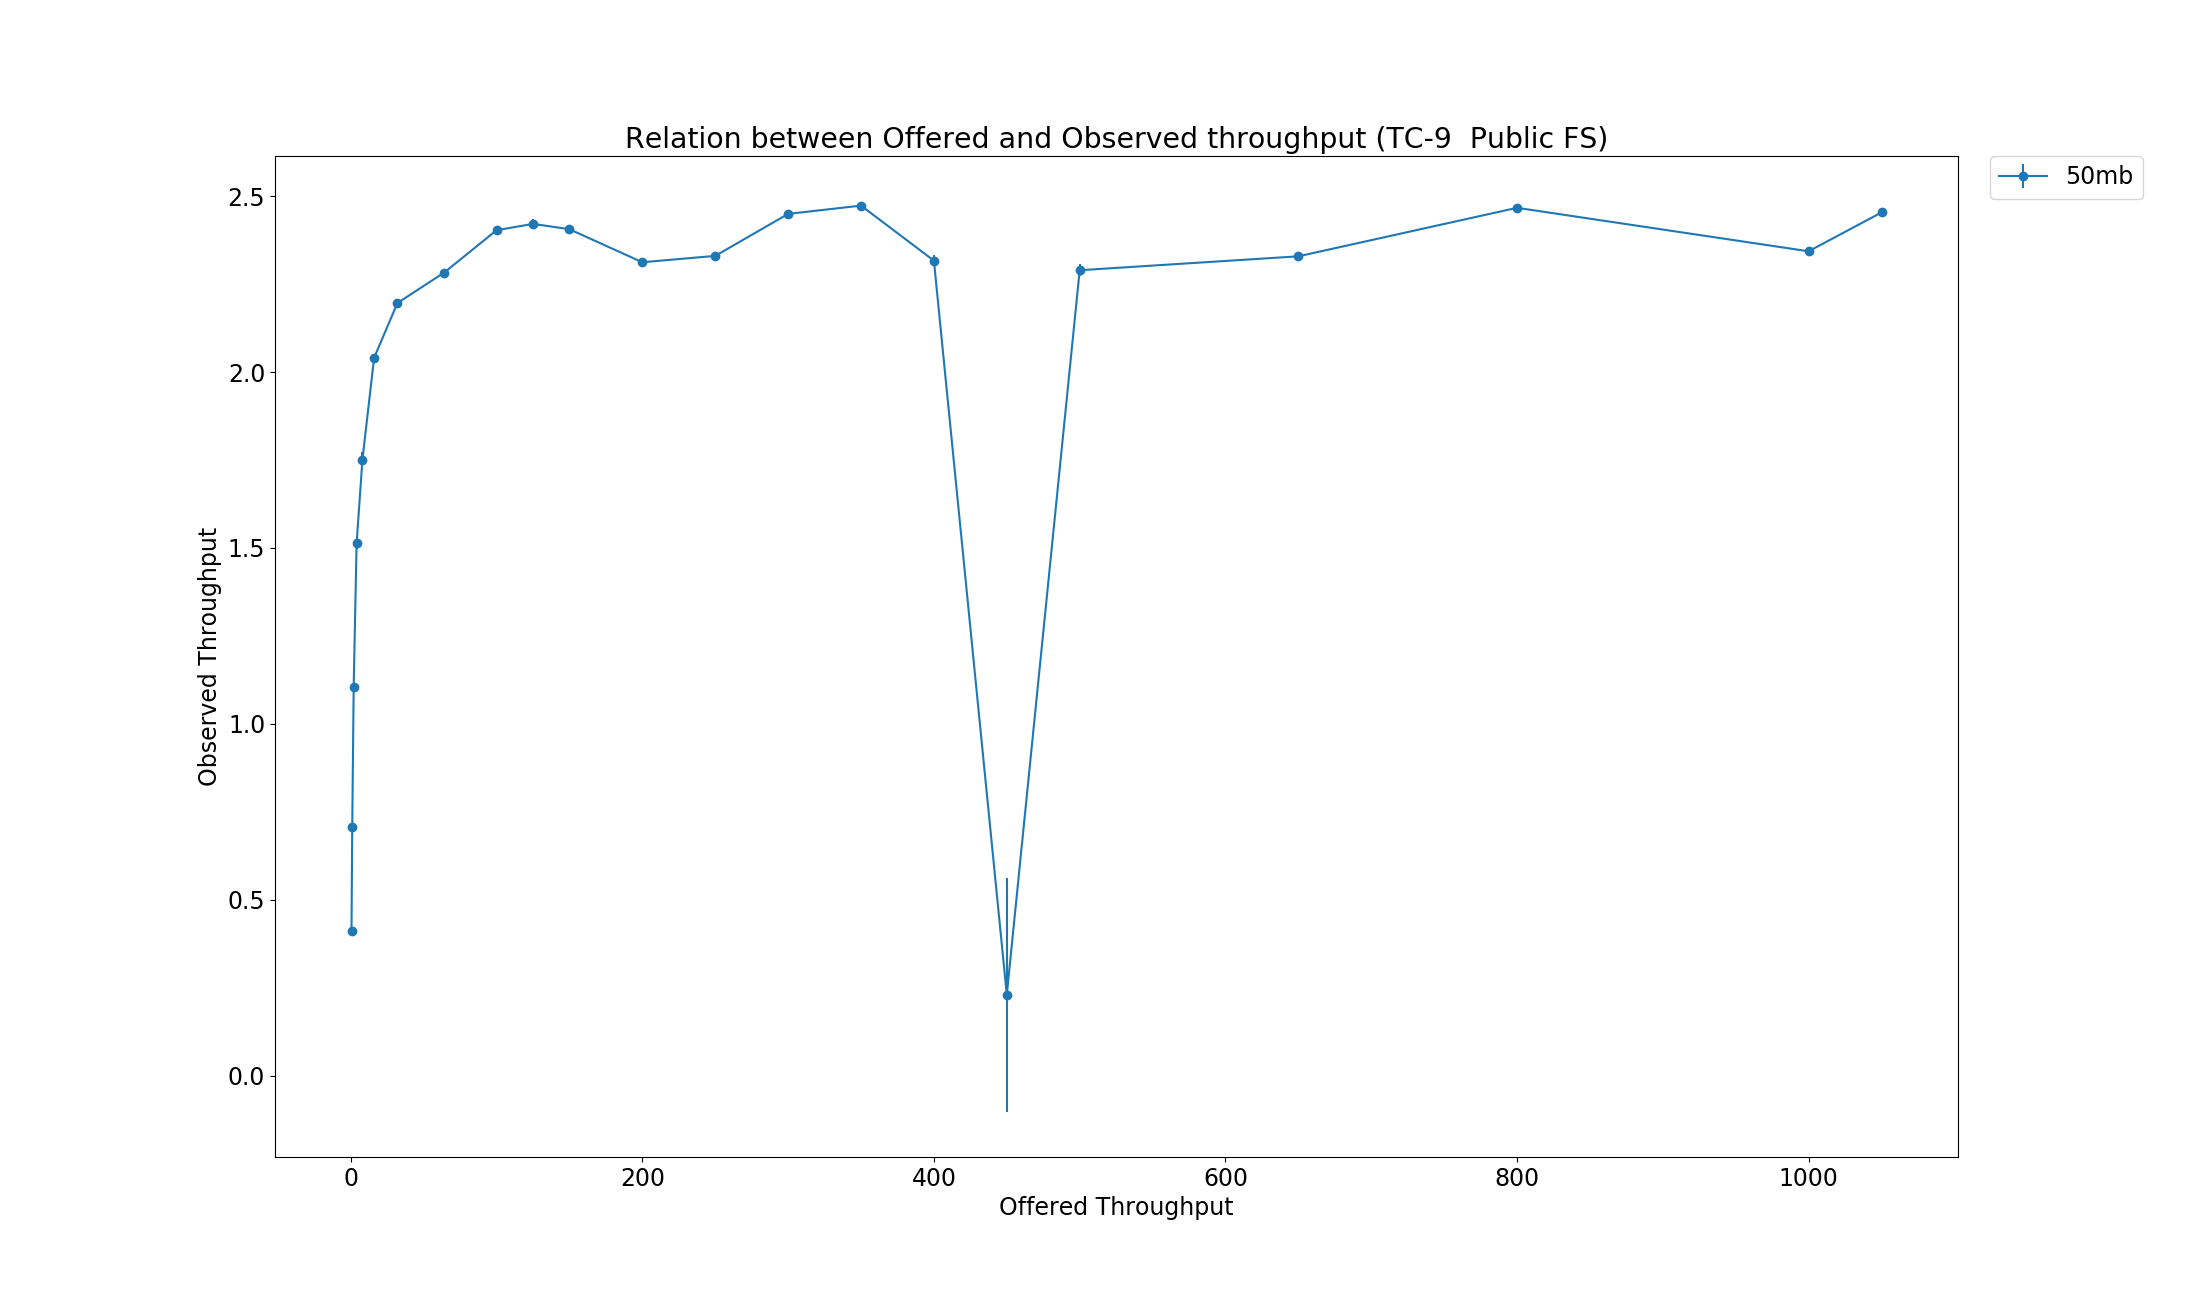 Relation between Offered and Observed throughput (TC-9  Public FS)
50mb
2.5
2.0
1.5
1.0
0.5
0.0
Observed Throughput
0 200 400 600 800 1000
Offered Throughput